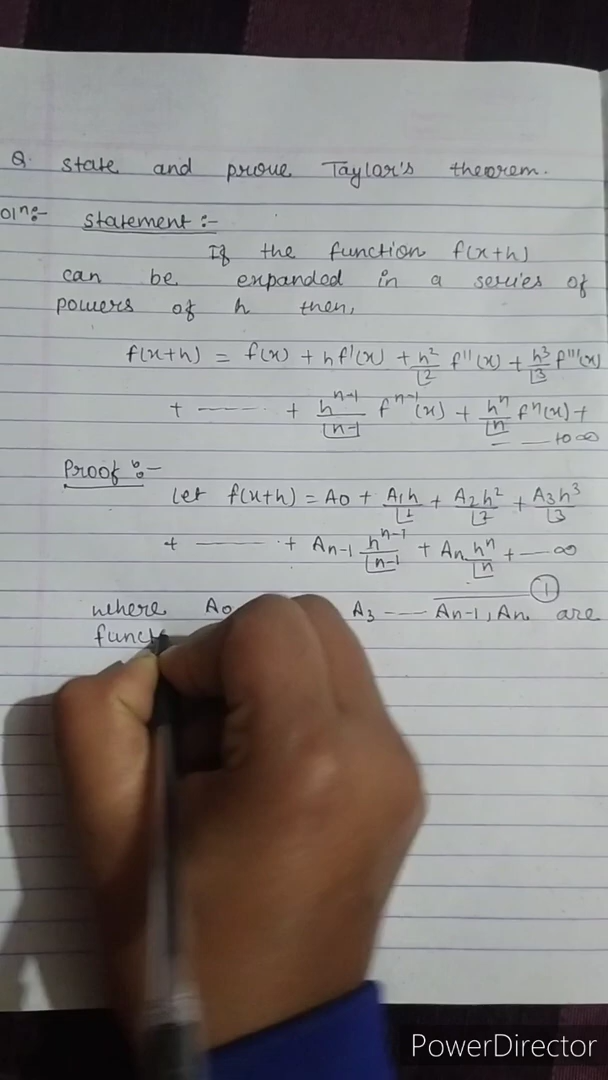 Q. State and prove Taylor's theorem.
olⁿ:- Statement :-
If the function f(x+h)
can be expanded in a series of
powers of h then,
f(x+h) = f(x) + hf'(x) + h²/⌊2 f''(x) + h³/⌊3 f'''(x)
+ ------ + hⁿ⁻¹/⌊n-1 fⁿ⁻¹(x) + hⁿ/⌊n fⁿ(x) +
--- to ∞
Proof :-
Let f(x+h) = A0 + A1h/⌊1 + A2h²/⌊2 + A3h³/⌊3
+ ------ + An-1 hⁿ⁻¹/⌊n-1 + An hⁿ/⌊n + --- ∞
①
where A0 A3 --- An-1, An are
funct
PowerDirector